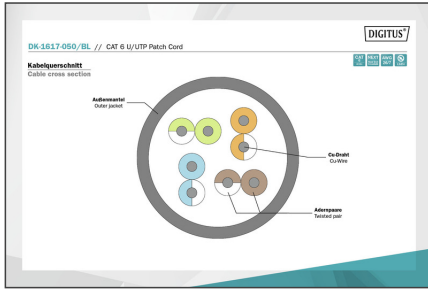 DIGITUS®
DK-1617-050/BL // CAT 6 U/UTP Patch Cord
Kabelquerschnitt
Cable cross section
Außenmantel
Outer jacket
Cu-Draht
Cu-Wire
Adernpaare
Twisted pair